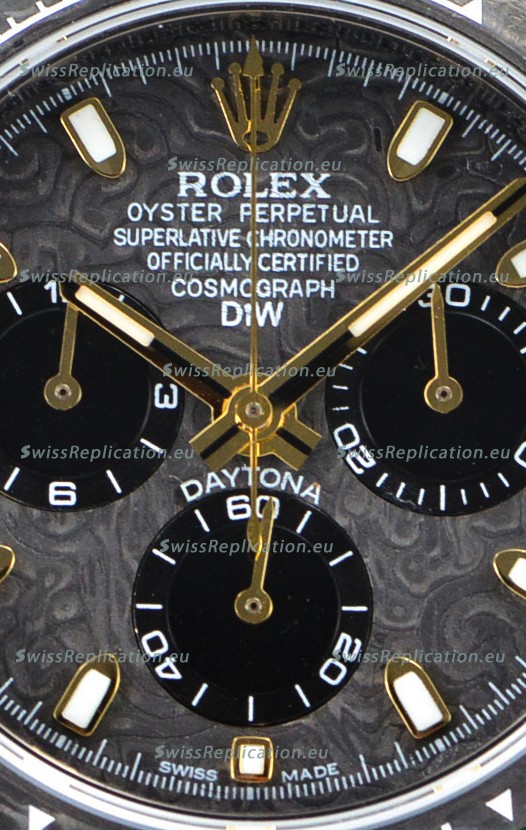 SwissReplication.eu SwissReplication.eu
SwissReplication.eu
ROLEX
OYSTER PERPETUAL
SUPERLATIVE CHRONOMETER
OFFICIALLY CERTIFIED
COSMOGRAPH
DiW
SwissReplication.eu SwissReplication.eu
30
SwissReplication.eu
3
20
6
SwissReplication.eu SwissReplication.eu
DAYTONA
60
SwissReplication.eu
40
20
SwissReplication.eu SwissReplication.eu
SwissReplication.eu
SWISS MADE